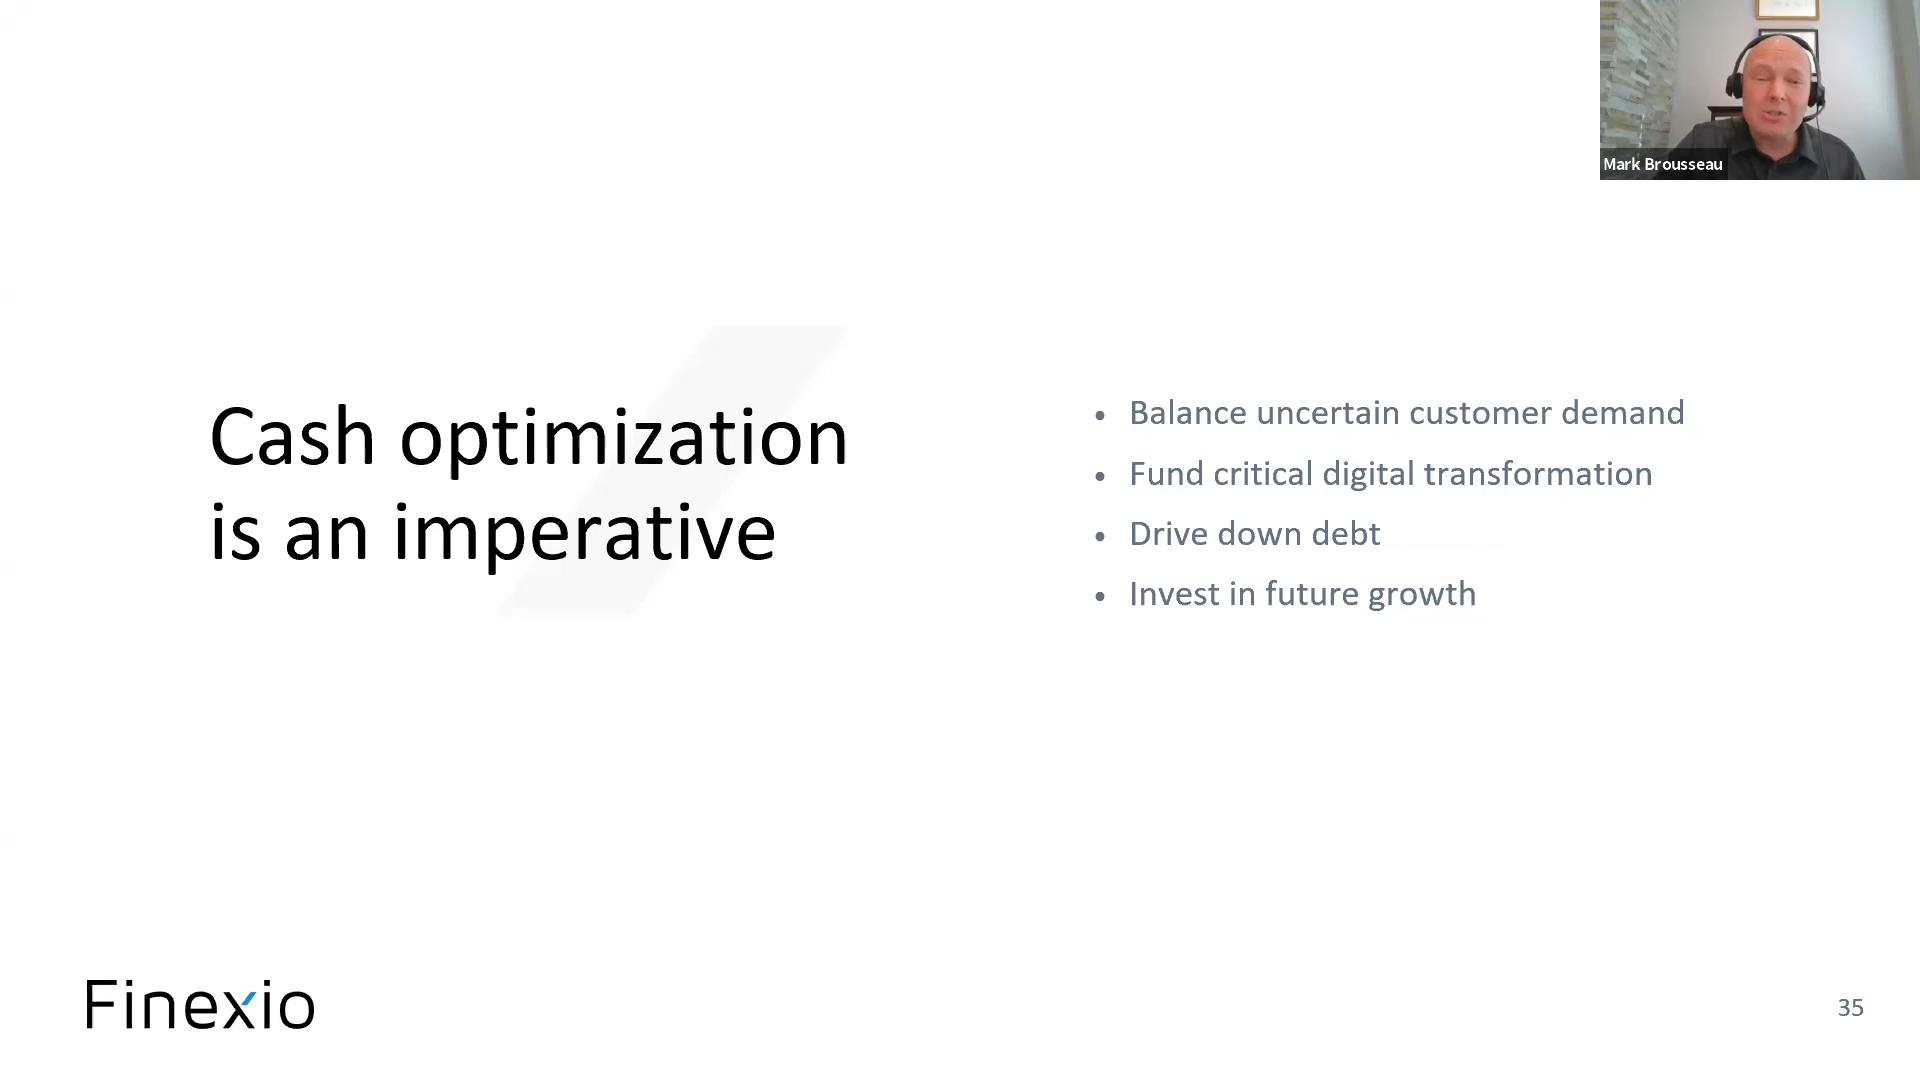 Mark Brousseau
Cash optimization
is an imperative
• Balance uncertain customer demand
• Fund critical digital transformation
• Drive down debt
• Invest in future growth
Finexio
35